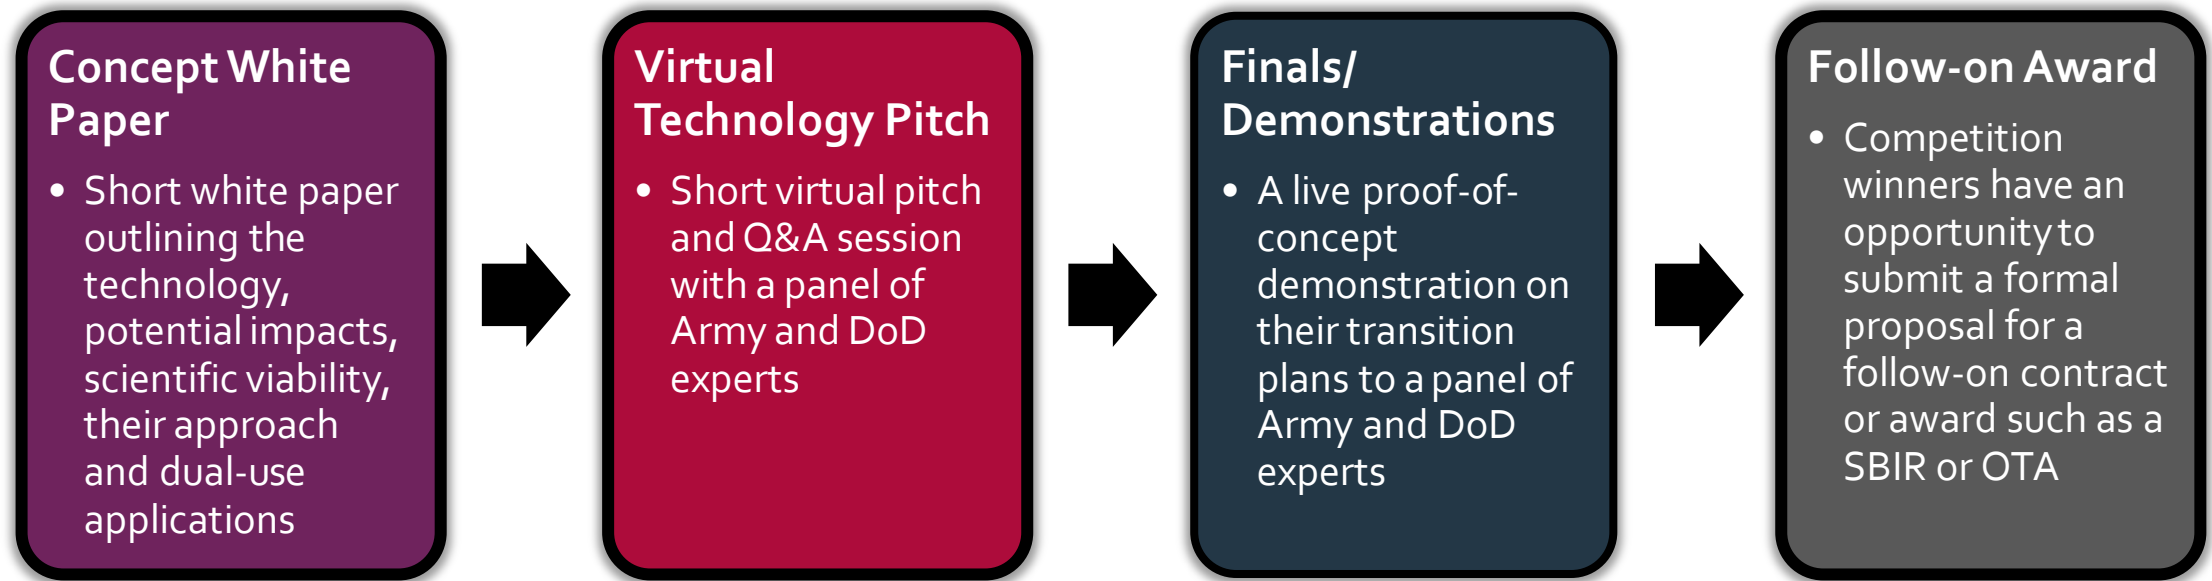 Concept White
Paper
• Short white paper
outlining the
technology,
potential impacts,
scientific viability,
their approach
and dual-use
applications
Virtual
Technology Pitch
• Short virtual pitch
and Q&A session
with a panel of
Army and DoD
experts
Finals/
Demonstrations
• A live proof-of-
concept
demonstration on
their transition
plans to a panel of
Army and DoD
experts
Follow-on Award
• Competition
winners have an
opportunity to
submit a formal
proposal for a
follow-on contract
or award such as a
SBIR or OTA